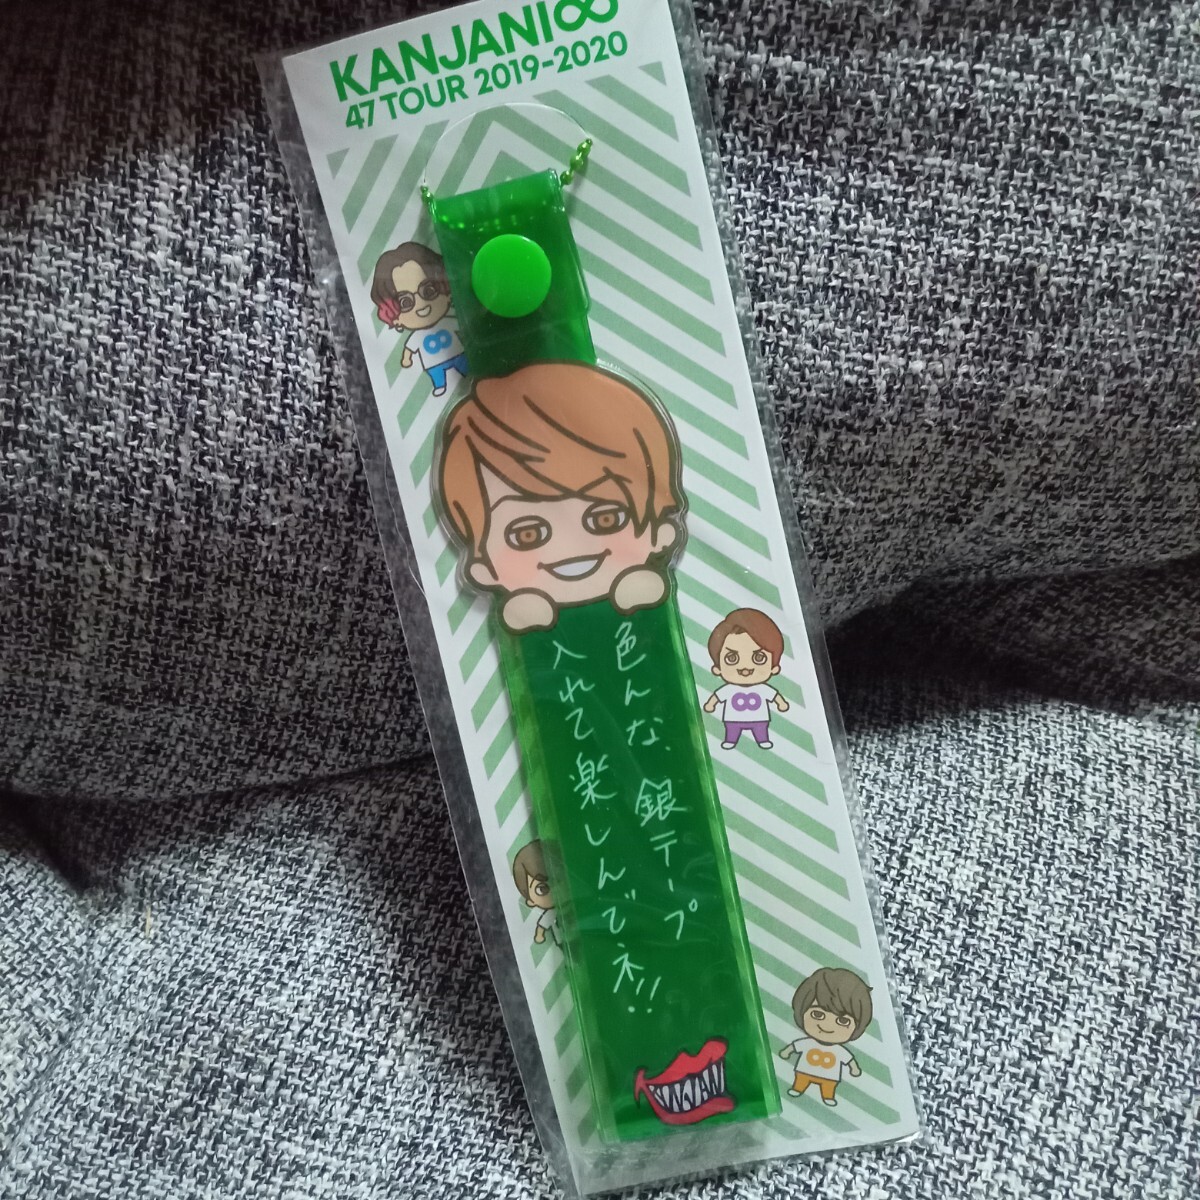 KANJANI∞
47 TOUR 2019-2020
色んな、銀テープ
入れて楽しんでネ!!